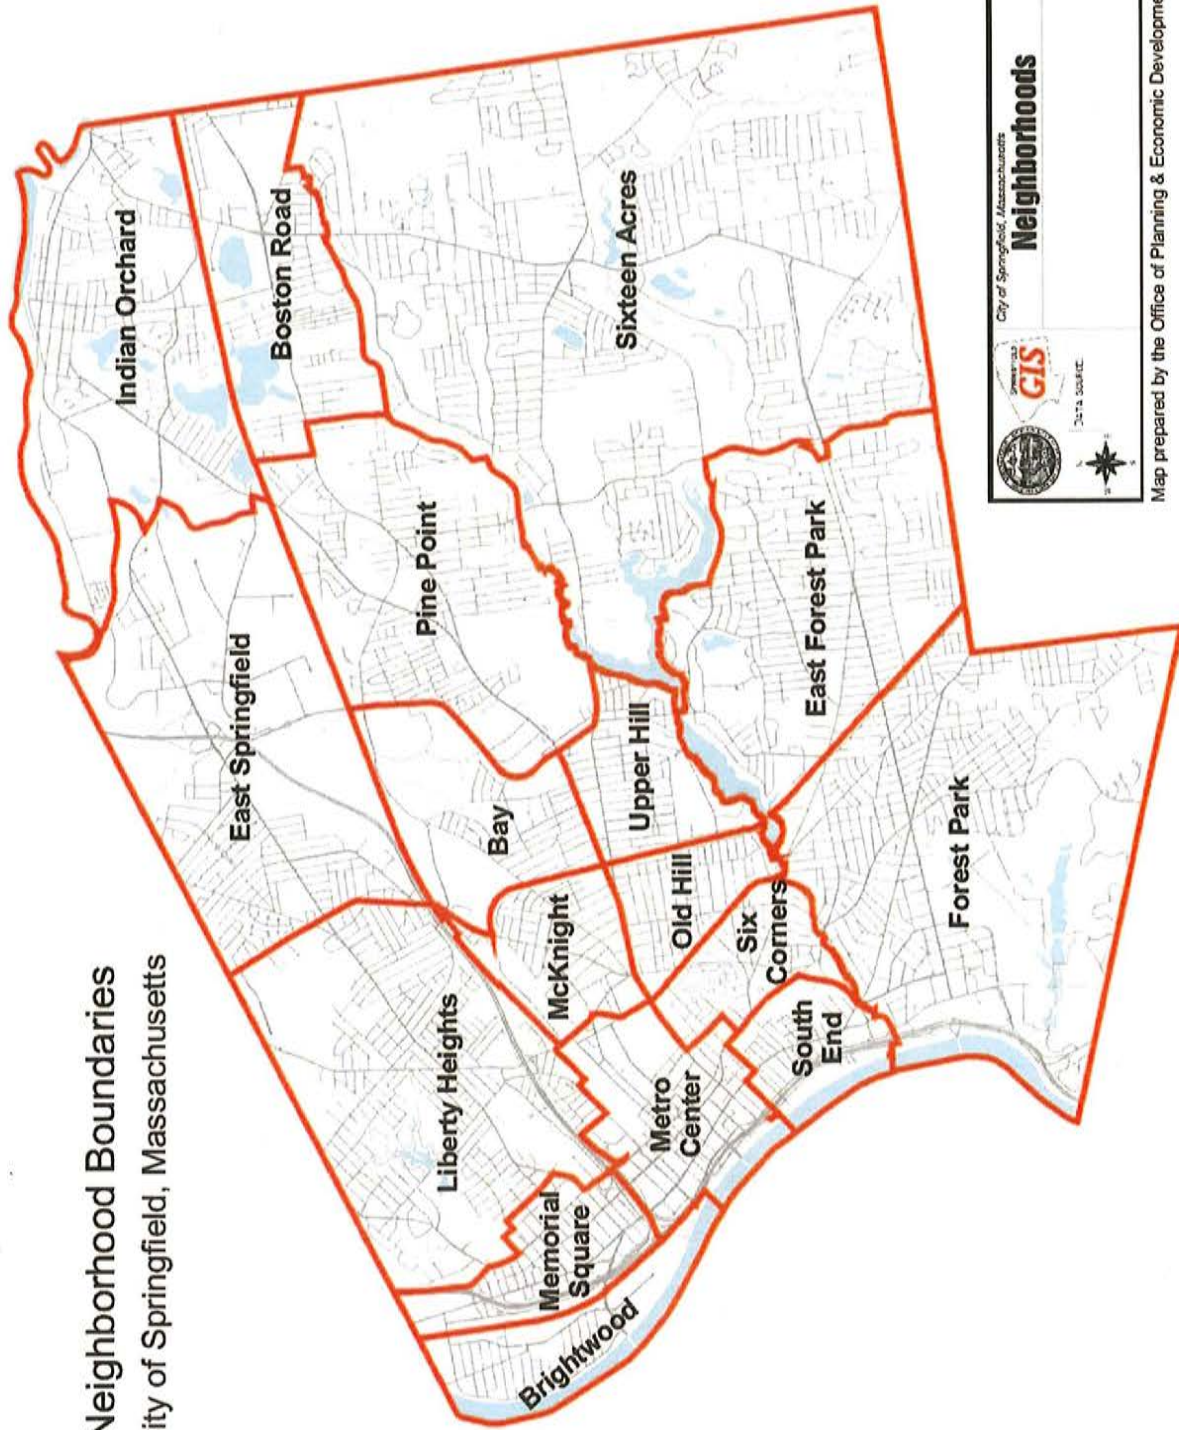 Neighborhood Boundaries
ity of Springfield, Massachusetts
Indian Orchard
Boston Road
East Springfield
Pine Point
Sixteen Acres
Liberty Heights
Bay
Upper Hill
East Forest Park
McKnight
Old Hill
Six
Corners
Memorial
Square
Metro
Center
South
End
Forest Park
Brightwood
City of Springfield, Massachusetts
Neighborhoods
GIS
DATA SOURCE:
N
W
S
Map prepared by the Office of Planning & Economic Developme